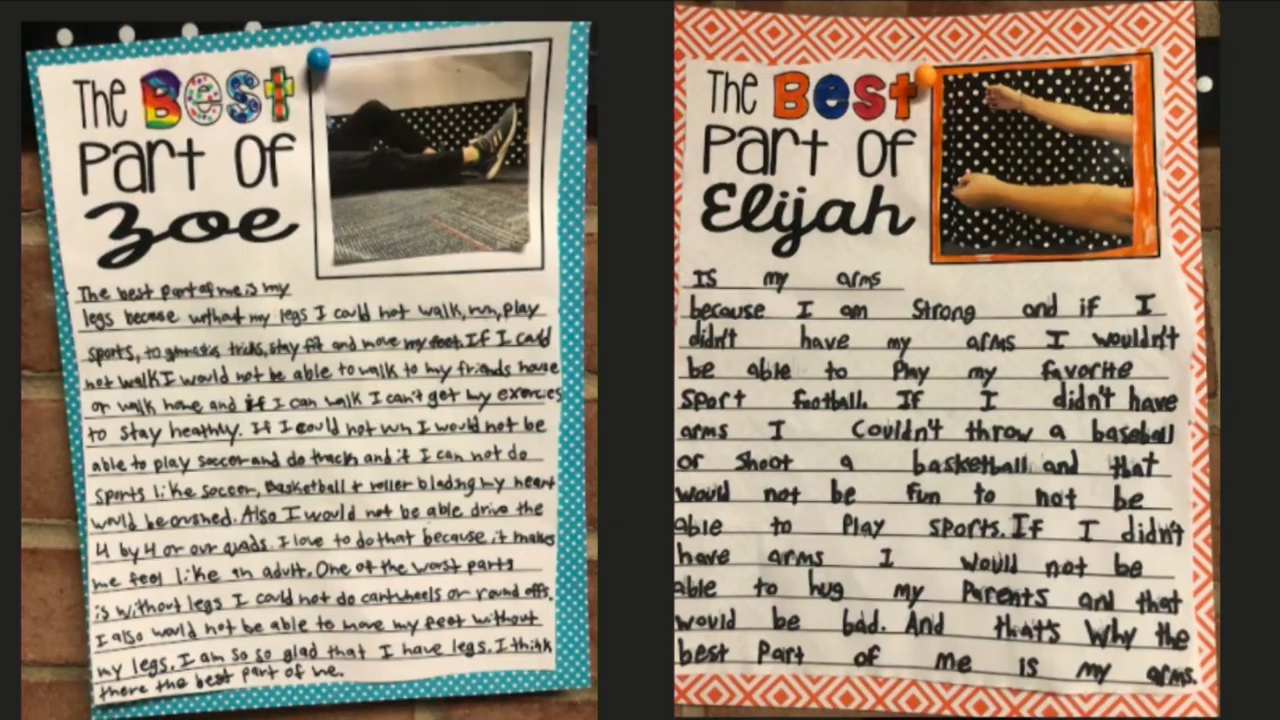 The Best
Part Of
Zoe
The best part of me is my
legs because without my legs I could not walk, run, play
sports, to gmnastic tricks, stay fit and move my feet. If I could
not walk I would not be able to walk to my friends house
or walk home and if I can walk I can't get my exercies
to stay heathly. If I could not run I would not be
able to play soccer and do track and if I can not do
sports like soccer, Basketball + roller blading my heart
would be crushed. Also I would not be able drive the
4 by 4 or our quads. I love to do that because it makes
me feel like an adult. One of the worst parts
is without legs I could not do cartwheels or round offs.
I also would not be able to move my feet without
my legs. I am so so glad that I have legs. I think
there the best part of me.
The Best
Part Of
Elijah
Is my arms
because I am Strong and if I
didn't have my arms I wouldn't
be able to Play my favorite
sport football. If I didn't have
arms I Couldn't throw a baseball
or shoot a basketball and that
would not be fun to not be
able to Play sports. If I didn't
have arms I would not be
able to hug my Parents and that
would be bad. And that's Why the
best Part of me is my arms.